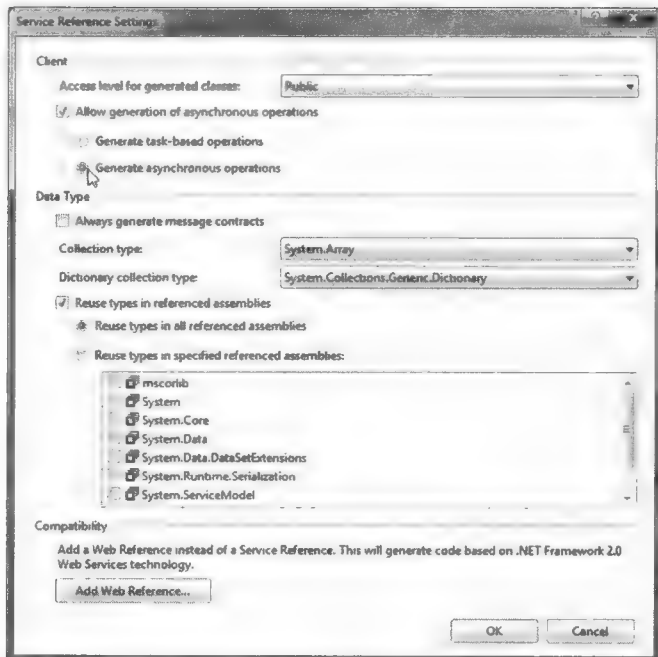 Service Reference Settings
Client
Access level for generated classes: Public
Allow generation of asynchronous operations
Generate task-based operations
Generate asynchronous operations
Data Type
Always generate message contracts
Collection type: System.Array
Dictionary collection type: System.Collections.Generic.Dictionary
Reuse types in referenced assemblies
Reuse types in all referenced assemblies
Reuse types in specified referenced assemblies:
mscorlib
System
System.Core
System.Data
System.Data.DataSetExtensions
System.Runtime.Serialization
System.ServiceModel
Compatibility
Add a Web Reference instead of a Service Reference. This will generate code based on .NET Framework 2.0
Web Services technology.
Add Web Reference...
OK Cancel